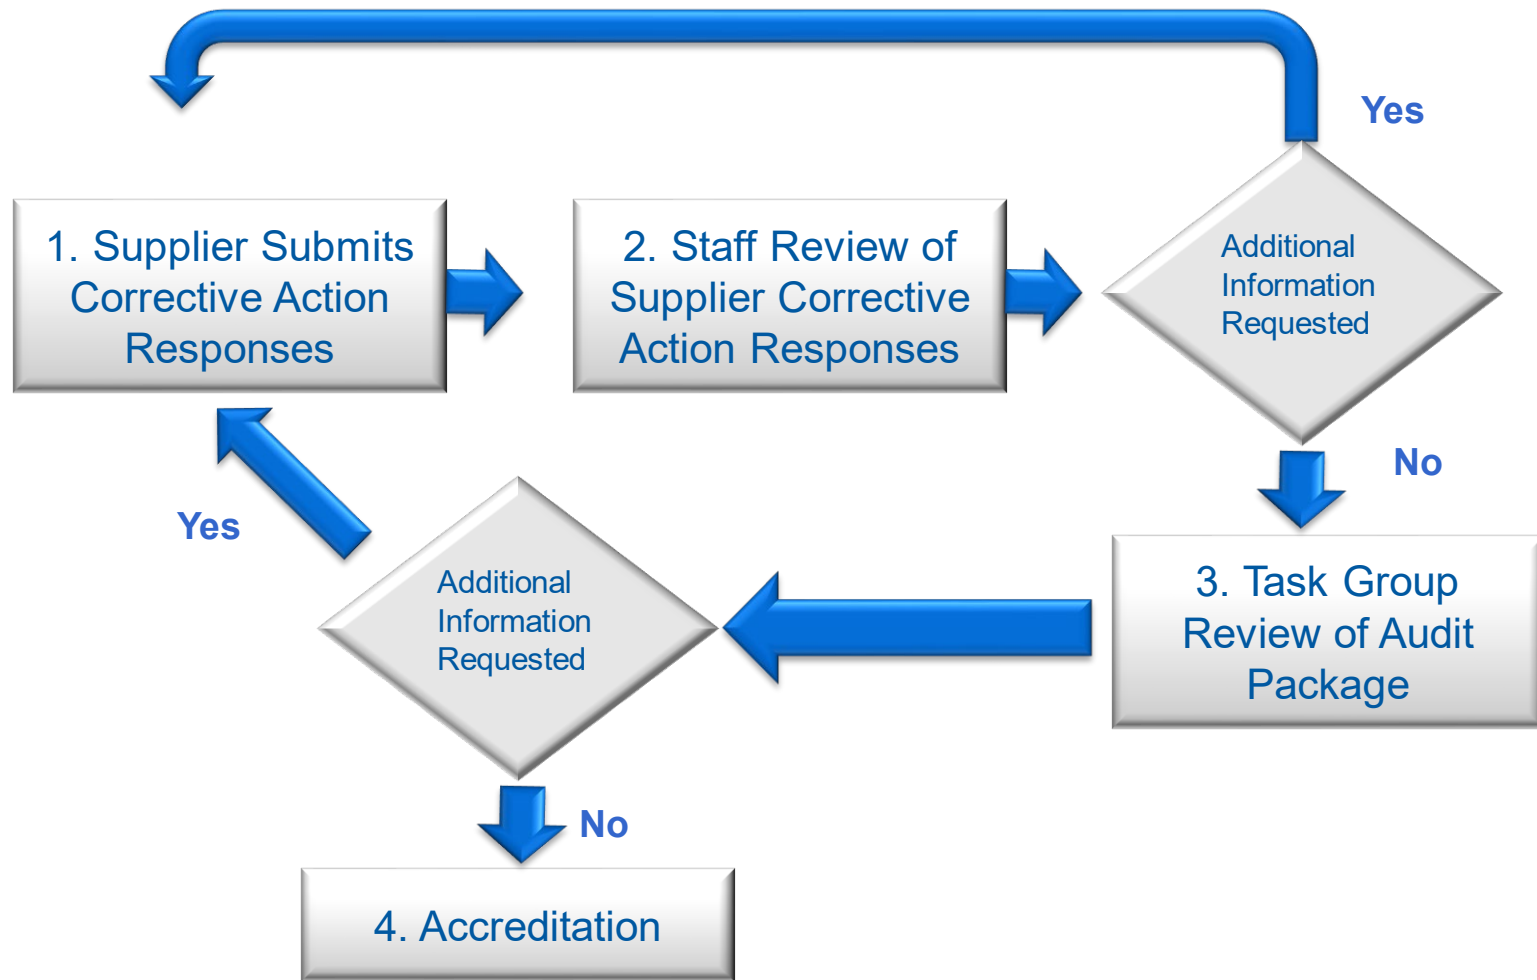 Yes
1. Supplier Submits
Corrective Action
Responses
2. Staff Review of
Supplier Corrective
Action Responses
Additional
Information
Requested
No
3. Task Group
Review of Audit
Package
Yes
Additional
Information
Requested
No
4. Accreditation